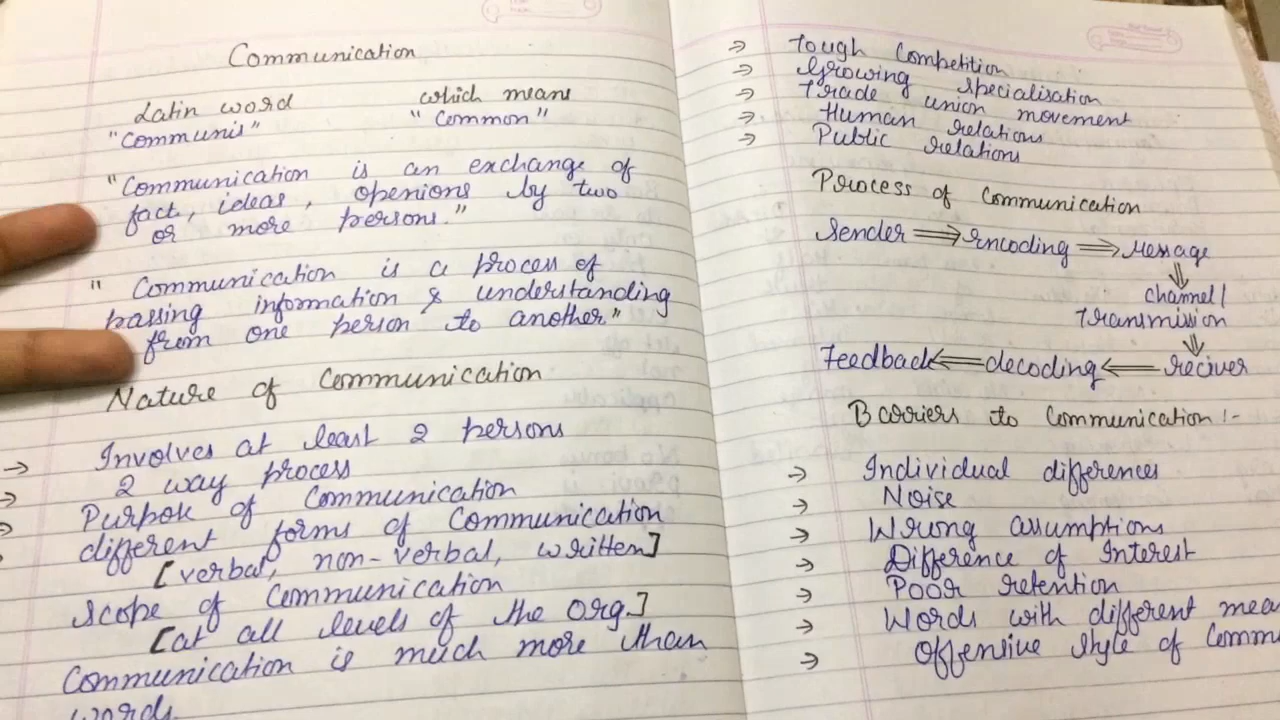 Communication
Latin word which means
"Communis" "Common"
"Communication is an exchange of
fact, ideas, openions by two
or more persons."
"Communication is a process of
passing information & understanding
from one person to another"
Nature of Communication
→ Involves at least 2 persons
→ 2 way process
→ Purpose of Communication
different forms of Communication
[verbal, non-verbal, written]
Scope of Communication
[at all levels of the org.]
Communication is much more than
words.
⇒ Tough Competition
⇒ Growing Specialisation
⇒ Trade union movement
⇒ Human relations
⇒ Public relations
Process of Communication
Sender ⇒ encoding ⇒ Message
⇓
Channel/
Transmission
⇓
Feedback ⇐ decoding ⇐ reciver
Barriers to Communication :-
→ Individual differences
→ Noise
→ Wrong assumptions
→ Difference of Interest
→ Poor retention
→ Words with different mea
→ Offensive style of Comm